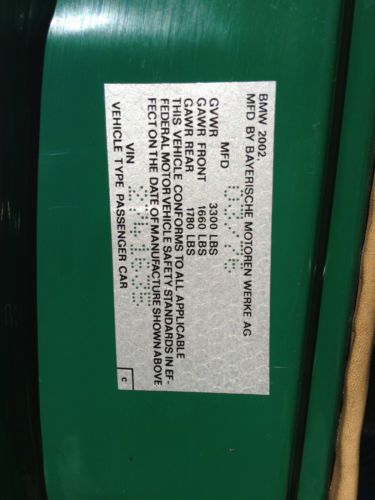 BMW 2002,
MFD BY BAYERISCHE MOTOREN WERKE AG
MFD
GVWR 3300 LBS
GAWR FRONT 1660 LBS
GAWR REAR 1780 LBS
THIS VEHICLE CONFORMS TO ALL APPLICABLE
FEDERAL MOTOR VEHICLE SAFETY STANDARDS IN EF-
FECT ON THE DATE OF MANUFACTURE SHOWN ABOVE
VIN
VEHICLE TYPE PASSENGER CAR
c